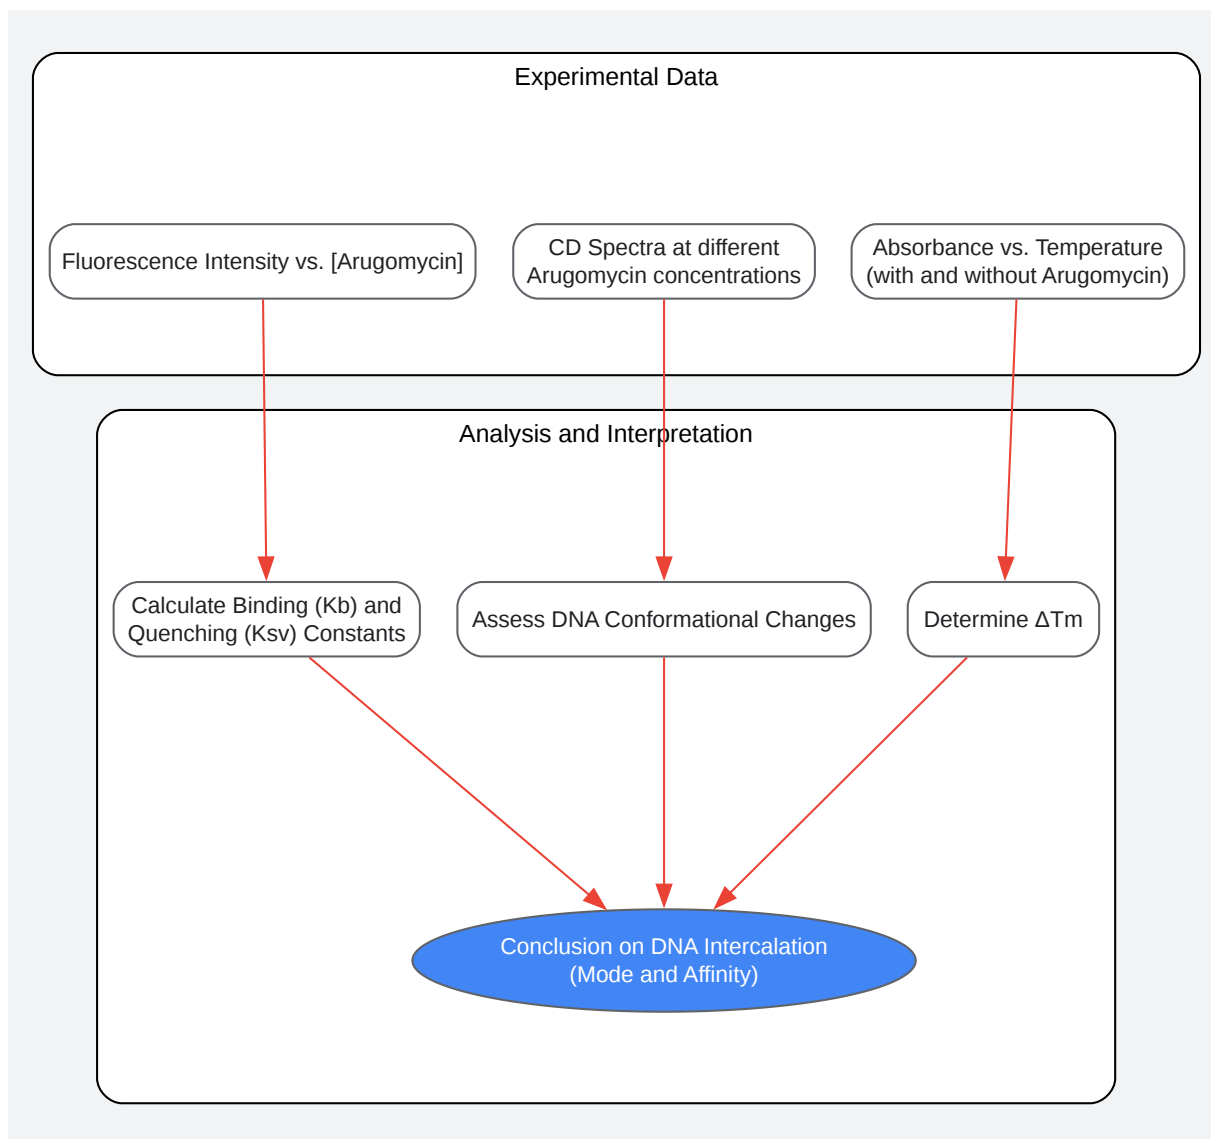 Experimental Data
Fluorescence Intensity vs. [Arugomycin]
CD Spectra at different
Arugomycin concentrations
Absorbance vs. Temperature
(with and without Arugomycin)
Analysis and Interpretation
Calculate Binding (Kb) and
Quenching (Ksv) Constants
Assess DNA Conformational Changes
Determine ΔTm
Conclusion on DNA Intercalation
(Mode and Affinity)